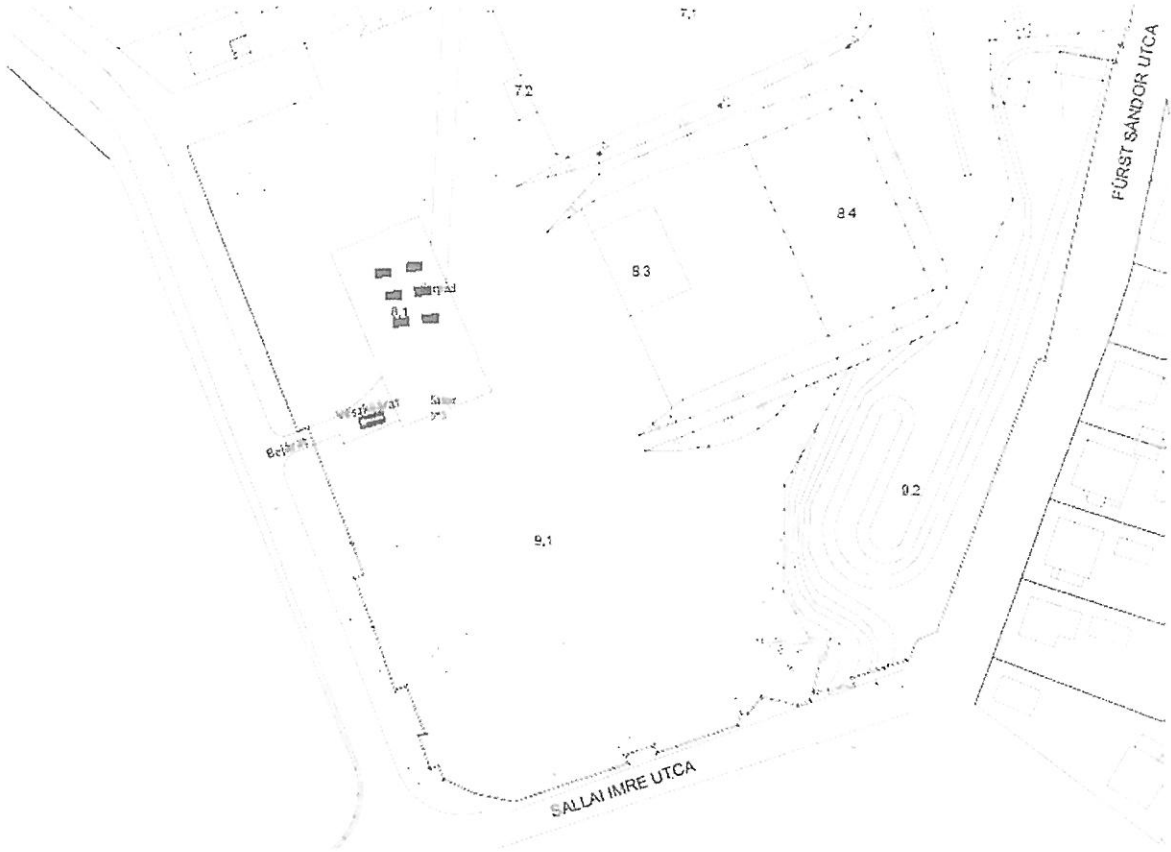 7,1
7.2
FÜRST SÁNDOR UTCA
8.4
8.3
8,1
Bejárat
9.2
9,1
SALLAI IMRE UTCA